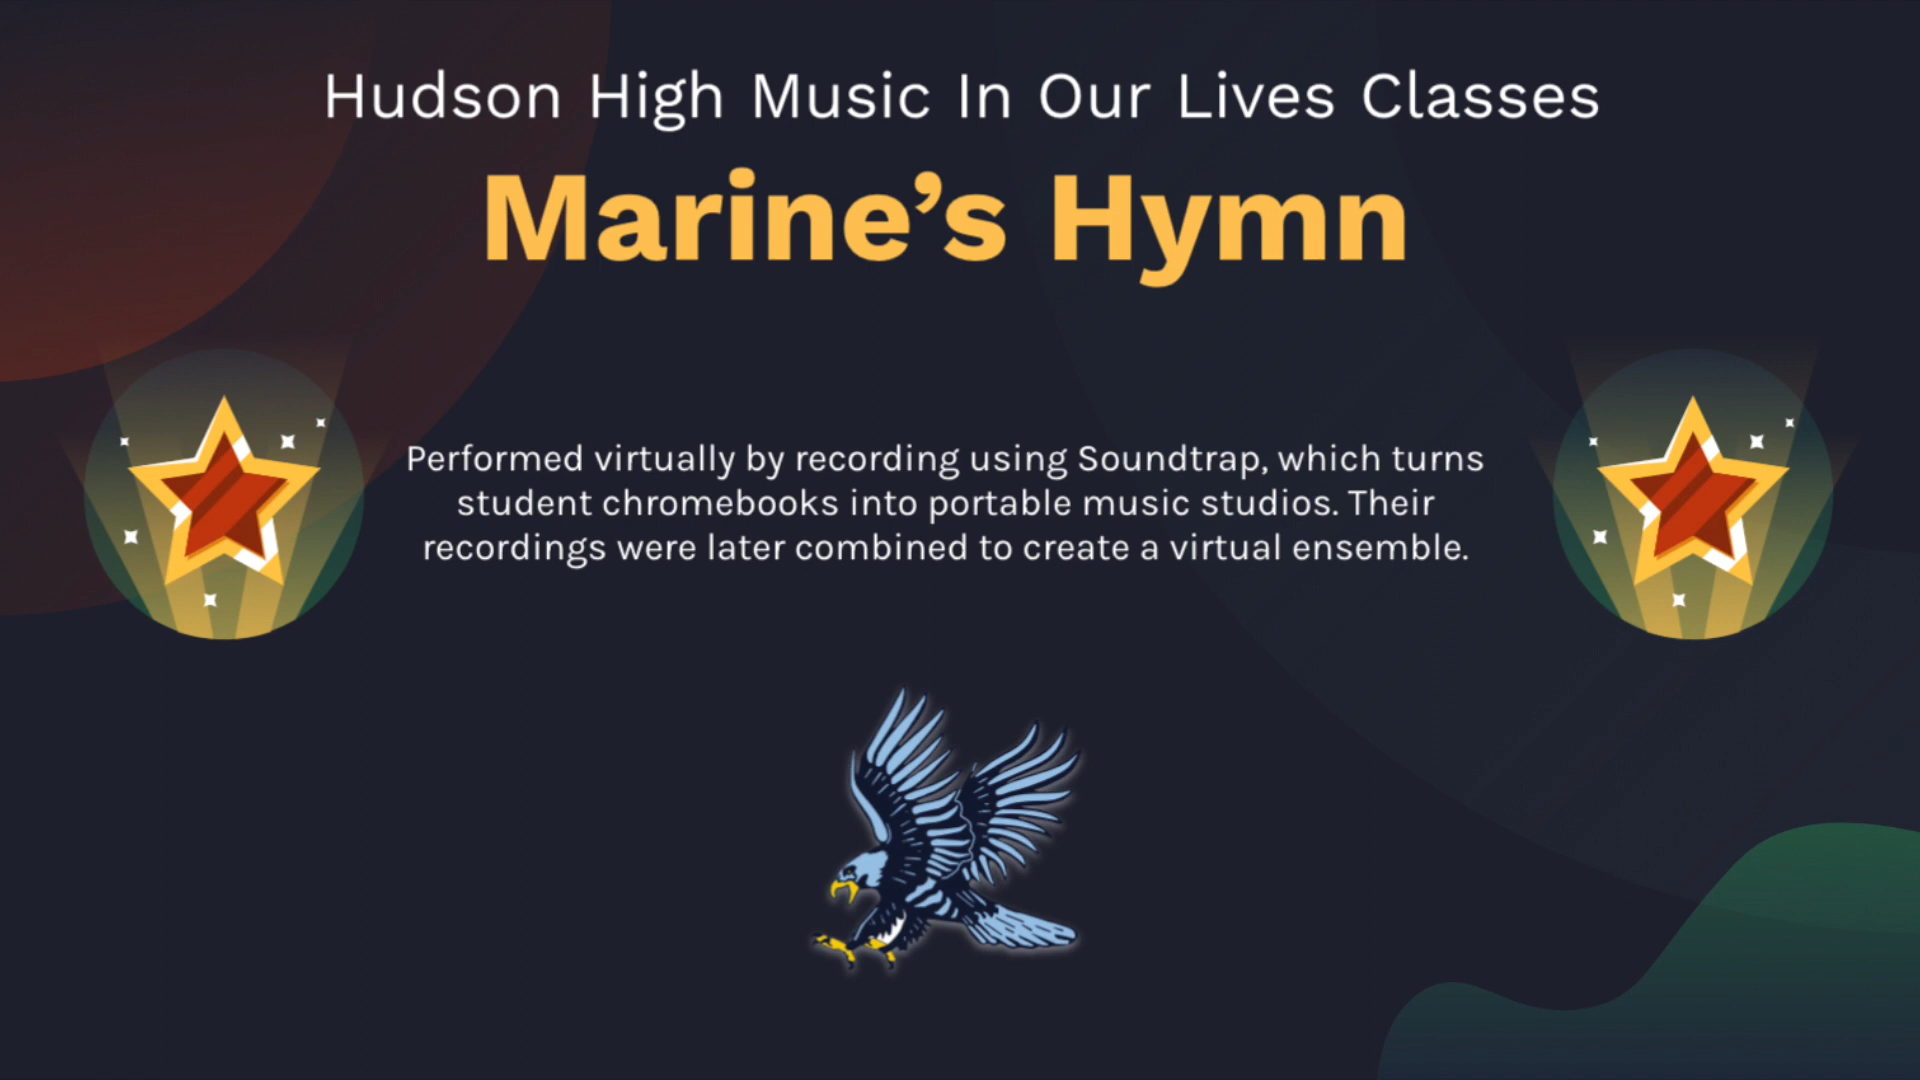 Hudson High Music In Our Lives Classes
Marine’s Hymn
Performed virtually by recording using Soundtrap, which turns
student chromebooks into portable music studios. Their
recordings were later combined to create a virtual ensemble.